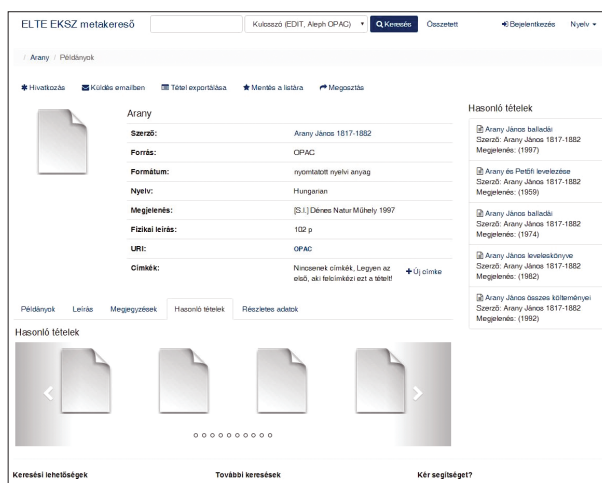 ELTE EKSZ metakereső
Kulcsszó (EDIT, Aleph OPAC)
Keresés
Összetett
Bejelentkezés
Nyelv
/ Arany / Példányok
Hivatkozás
Küldés emailben
Tétel exportálása
Mentés a listára
Megosztás
Arany
Szerző: Arany János 1817-1882
Forrás: OPAC
Formátum: nyomtatott nyelvi anyag
Nyelv: Hungarian
Megjelenés: [S.l.] Dénes Natur Műhely 1997
Fizikai leírás: 102 p
URI: OPAC
Címkék: Nincsenek címkék, Legyen az
első, aki felcímkézi ezt a tételt!
Új címke
Hasonló tételek
Arany János balladái
Szerző: Arany János 1817-1882
Megjelenés: (1997)
Arany és Petőfi levelezése
Szerző: Arany János 1817-1882
Megjelenés: (1959)
Arany János balladái
Szerző: Arany János 1817-1882
Megjelenés: (1974)
Arany János leveleskönyve
Szerző: Arany János 1817-1882
Megjelenés: (1982)
Arany János összes költeményei
Szerző: Arany János 1817-1882
Megjelenés: (1992)
Példányok
Leírás
Megjegyzések
Hasonló tételek
Részletes adatok
Hasonló tételek
Keresési lehetőségek
További keresések
Kér segítséget?